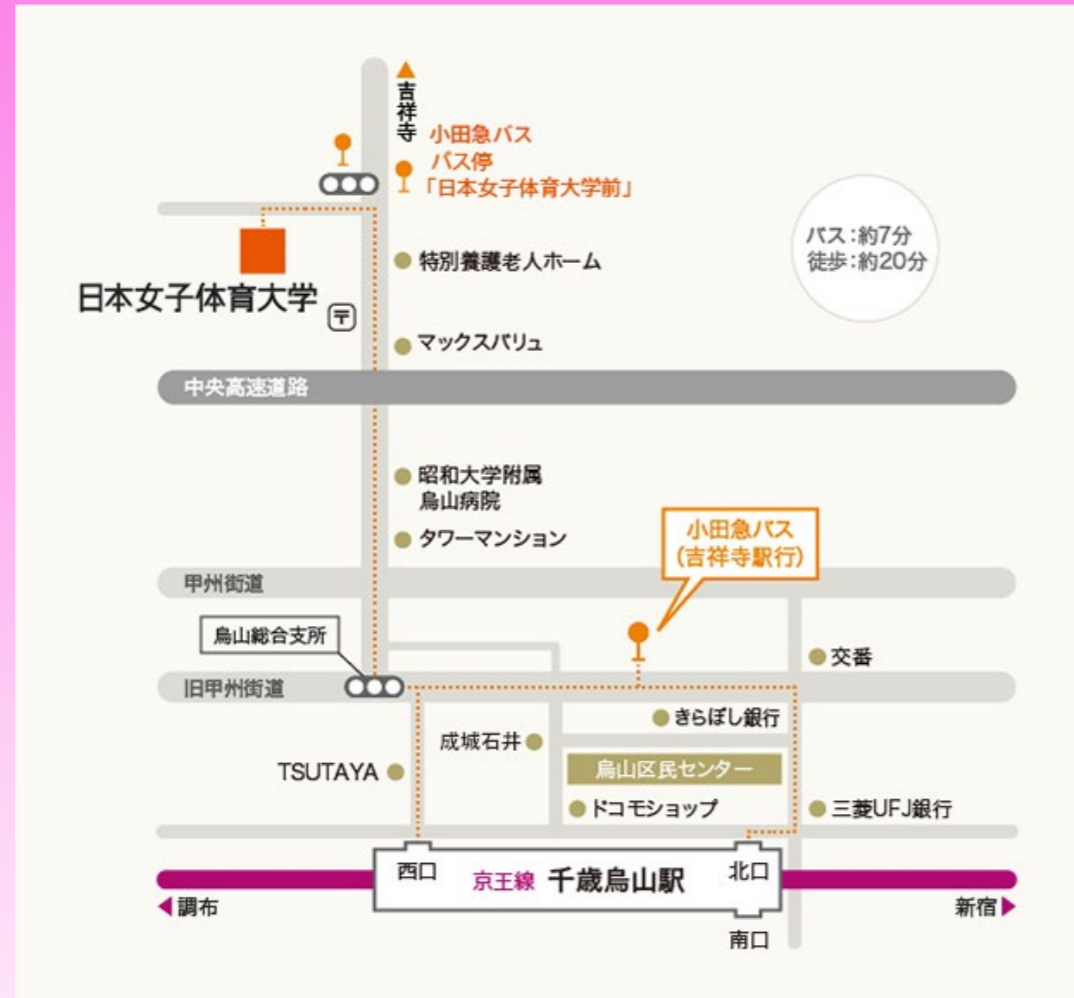 吉祥寺
小田急バス
バス停
「日本女子体育大学前」
バス:約7分
徒歩:約20分
特別養護老人ホーム
日本女子体育大学
〒
マックスバリュ
中央高速道路
昭和大学附属
烏山病院
タワーマンション
小田急バス
(吉祥寺駅行)
甲州街道
烏山総合支所
交番
旧甲州街道
きらぼし銀行
成城石井
TSUTAYA
烏山区民センター
ドコモショップ
三菱UFJ銀行
西口
京王線 千歳烏山駅
北口
調布
新宿
南口